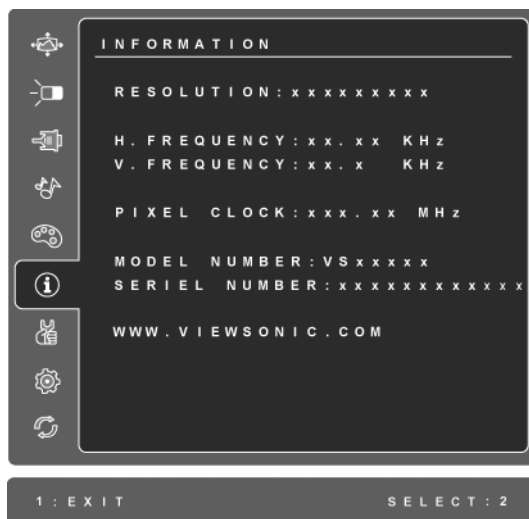 INFORMATION
RESOLUTION:xxxxxxxxx
H. FREQUENCY:xx.xx KHz
V. FREQUENCY:xx.x KHz
PIXEL CLOCK:xxx.xx MHz
MODEL NUMBER:VSxxxxx
SERIEL NUMBER:xxxxxxxxxxxx
WWW.VIEWSONIC.COM
1:EXIT SELECT:2